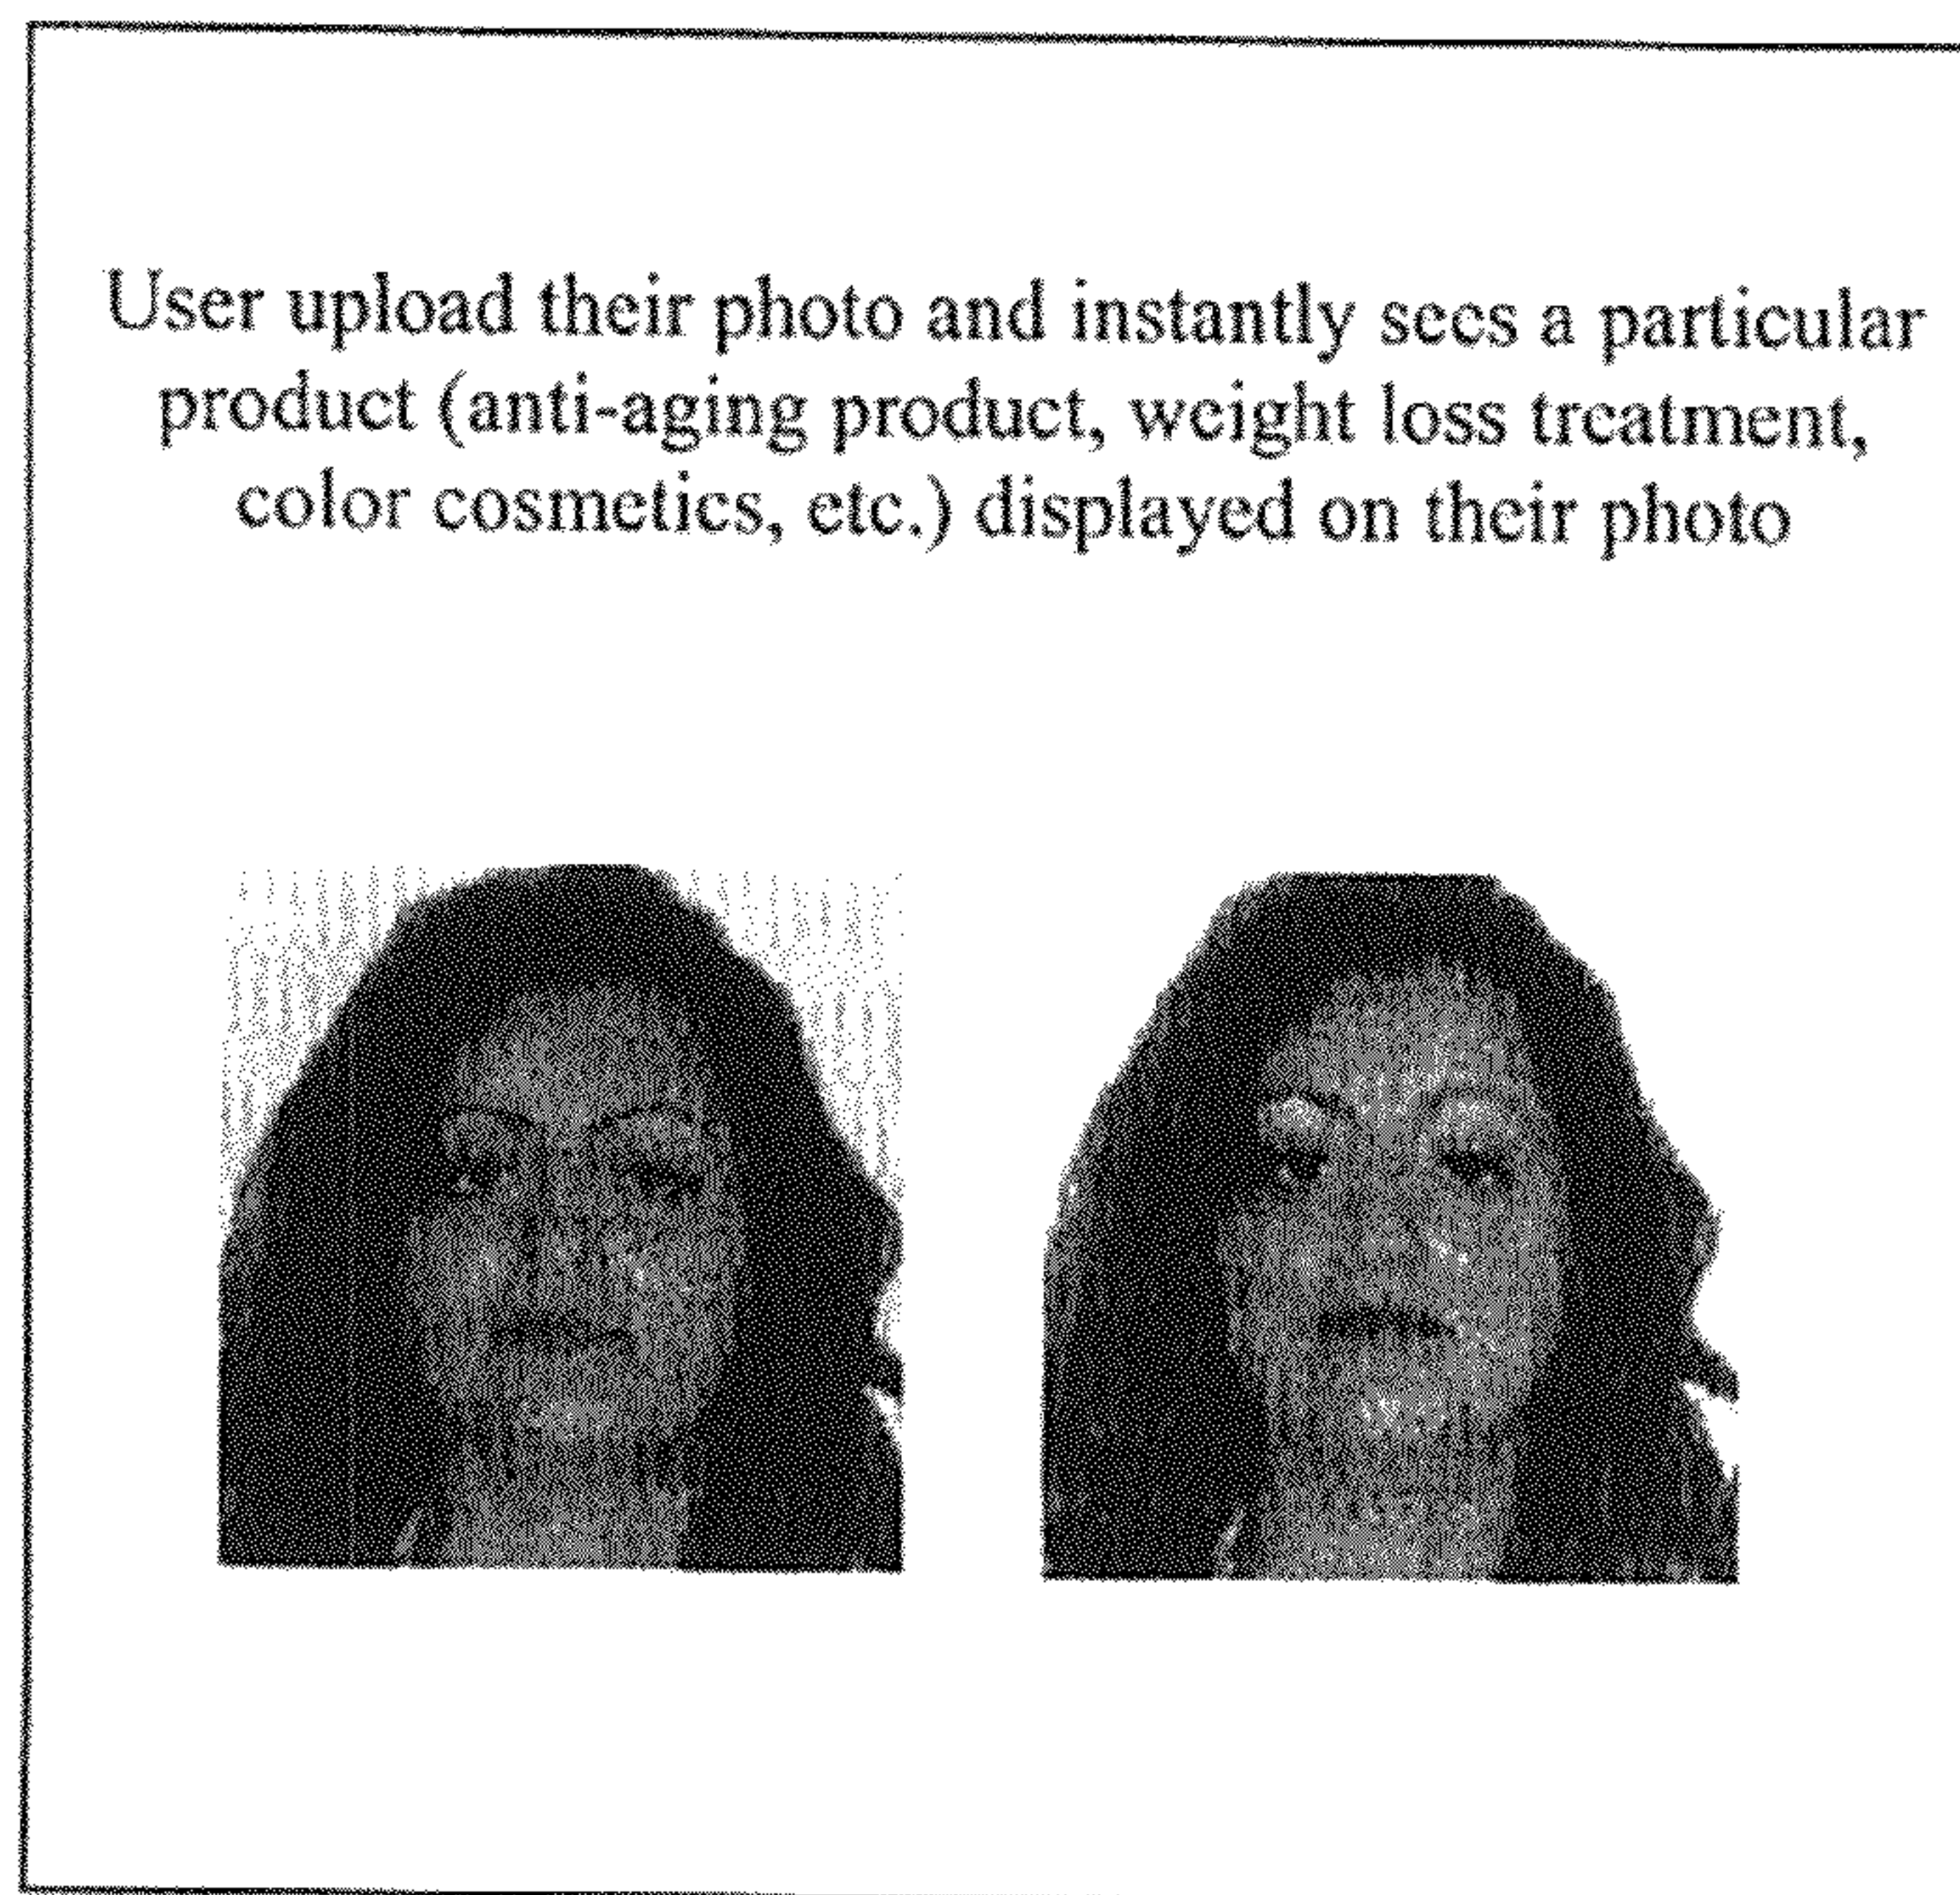 User upload their photo and instantly sees a particular
product (anti-aging product, weight loss treatment,
color cosmetics, etc.) displayed on their photo